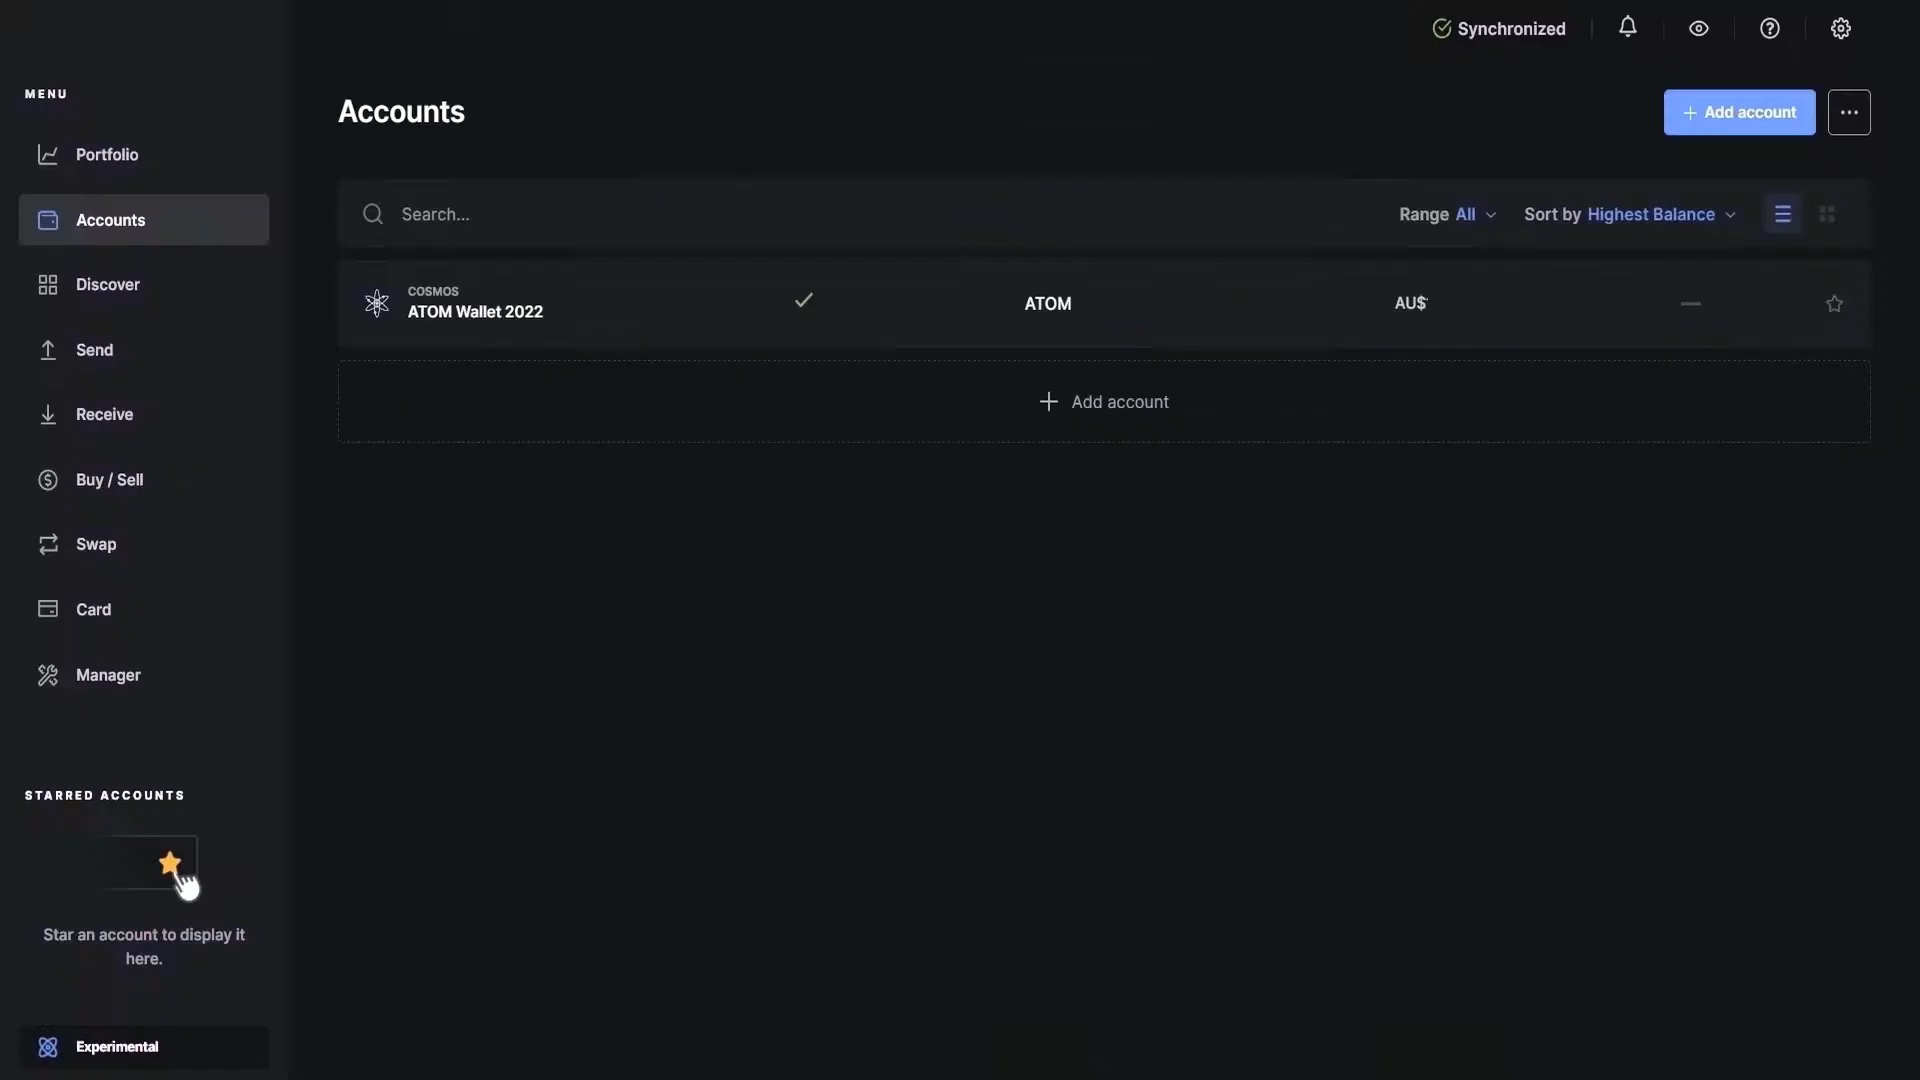 Synchronized
MENU
Portfolio
Accounts
Discover
Send
Receive
Buy / Sell
Swap
Card
Manager
STARRED ACCOUNTS
Star an account to display it
here.
Experimental
Accounts
Add account
Search...
Range All
Sort by Highest Balance
COSMOS
ATOM Wallet 2022
ATOM
AU$
Add account